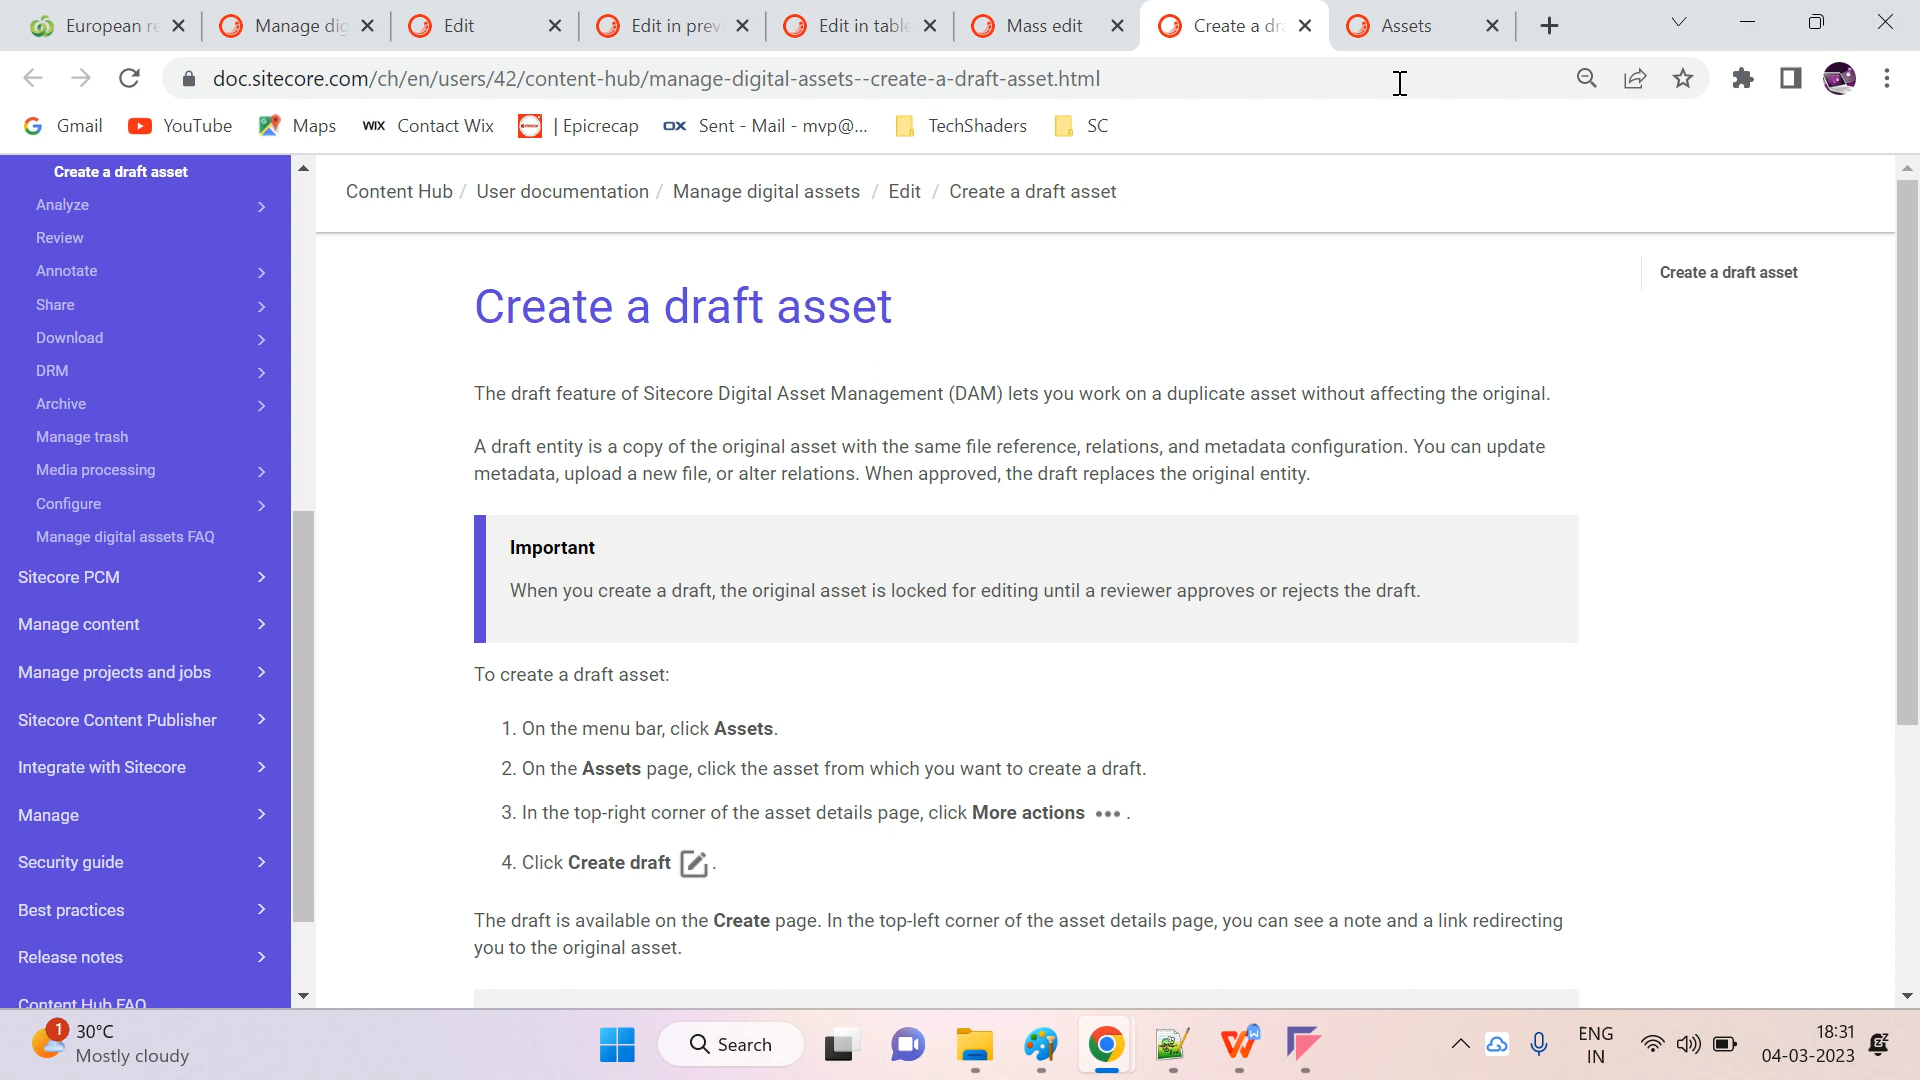 European re
Manage dig
Edit
Edit in prev
Edit in table
Mass edit
Create a dra
Assets
doc.sitecore.com/ch/en/users/42/content-hub/manage-digital-assets--create-a-draft-asset.html
Gmail
YouTube
Maps
WIX Contact Wix
| Epicrecap
OX Sent - Mail - mvp@...
TechShaders
SC
Create a draft asset
Analyze
Review
Annotate
Share
Download
DRM
Archive
Manage trash
Media processing
Configure
Manage digital assets FAQ
Sitecore PCM
Manage content
Manage projects and jobs
Sitecore Content Publisher
Integrate with Sitecore
Manage
Security guide
Best practices
Release notes
Content Hub FAQ
Content Hub / User documentation / Manage digital assets / Edit / Create a draft asset
Create a draft asset
Create a draft asset
The draft feature of Sitecore Digital Asset Management (DAM) lets you work on a duplicate asset without affecting the original.
A draft entity is a copy of the original asset with the same file reference, relations, and metadata configuration. You can update
metadata, upload a new file, or alter relations. When approved, the draft replaces the original entity.
Important
When you create a draft, the original asset is locked for editing until a reviewer approves or rejects the draft.
To create a draft asset:
1. On the menu bar, click Assets.
2. On the Assets page, click the asset from which you want to create a draft.
3. In the top-right corner of the asset details page, click More actions ••• .
4. Click Create draft .
The draft is available on the Create page. In the top-left corner of the asset details page, you can see a note and a link redirecting
you to the original asset.
1
30°C
Mostly cloudy
Search
ENG
IN
18:31
04-03-2023